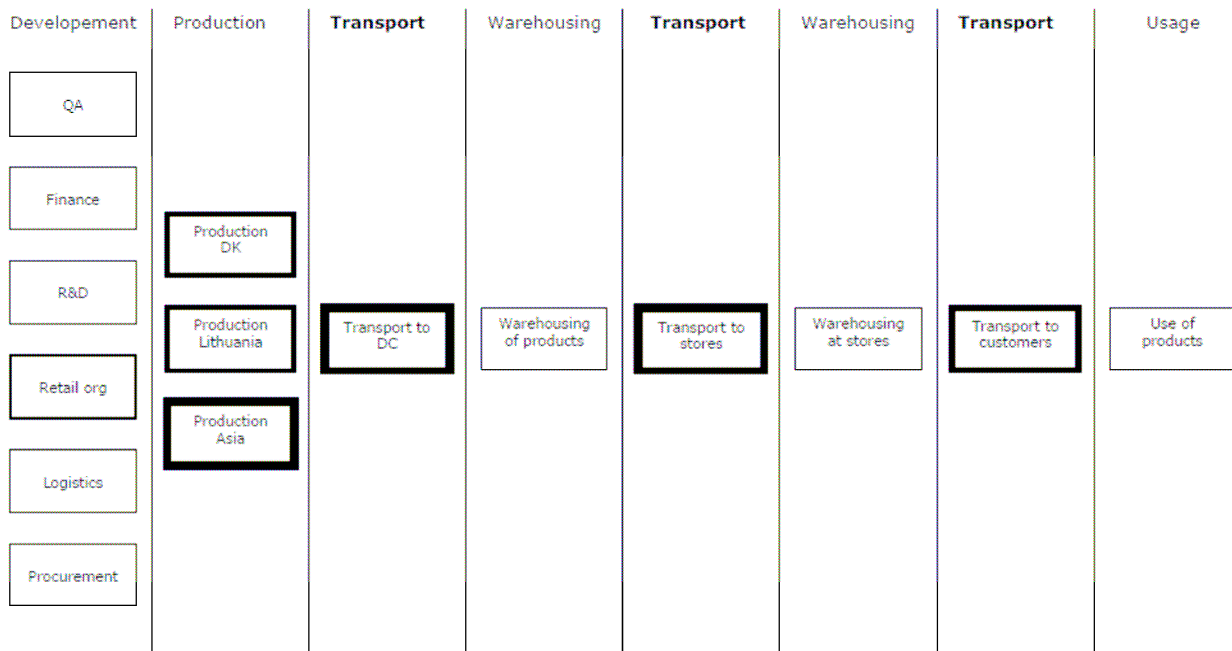 Developement
Production
Transport
Warehousing
Transport
Warehousing
Transport
Usage
QA
Finance
R&D
Retail org
Logistics
Procurement
Production
DK
Production
Lithuania
Production
Asia
Transport to
DC
Warehousing
of products
Transport to
stores
Warehousing
at stores
Transport to
customers
Use of
products